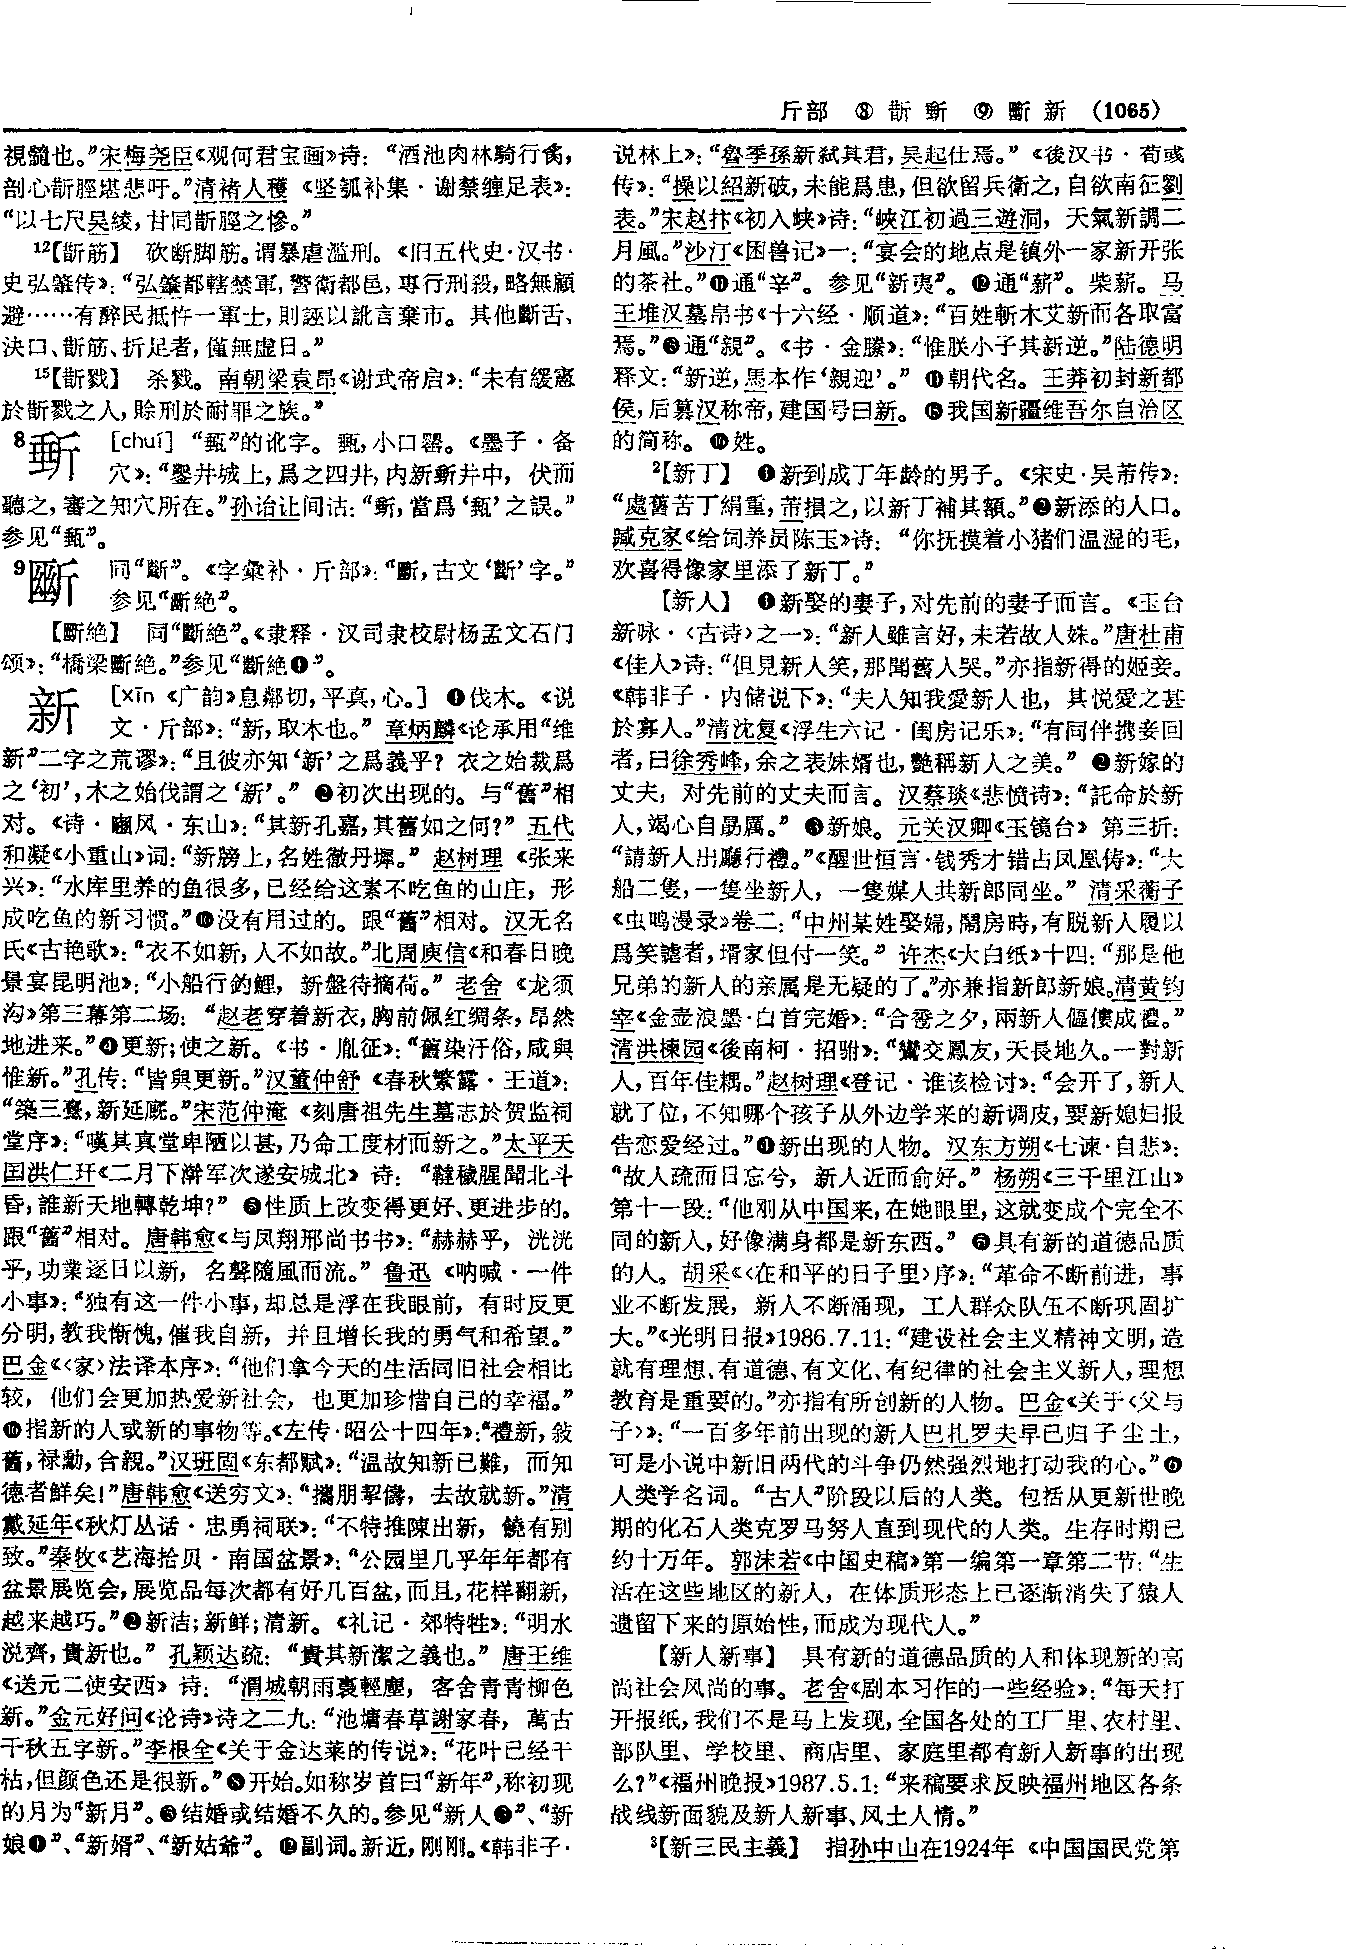 斤部 ⑧ 斮 斲 ⑨ 斷 新 (1065)
視髓也。”宋梅尧臣《观何君宝画》诗：“酒池肉林騎行禽，
剖心斮脛堪悲吁。”清褚人穫《坚瓠补集·谢禁缠足表》：
“以七尺吴綾，甘同斮脛之慘。”
12【斮筋】 砍断脚筋。谓暴虐滥刑。《旧五代史·汉书·
史弘肇传》：“弘肇都轄禁軍，警衛都邑，專行刑殺，略無顧
避……有醉民抵忤一軍士，則誣以訛言棄市。其他斷舌、
決口、斮筋、折足者，僅無虚日。”
15【斮戮】 杀戮。南朝梁袁昂《谢武帝启》：“未有緩憲
於斮戮之人，賒刑於耐罪之族。”
8 [chuí] “甀”的讹字。甀，小口罂。《墨子·备
穴》：“鑿井城上，爲之四井，内新井中，伏而
聽之，審之知穴所在。”孙诒让间诂：“當爲‘甀’之誤。”
参见“甀”。
9 同“斷”。《字彙补·斤部》：“古文‘斷’字。”
参见“斷絶”。
【斷絶】 同“斷絶”。《隶释·汉司隶校尉杨孟文石门
颂》：“橋梁斷絶。”参见“斷絶❶”。
新 [xīn 《广韵》息鄰切，平真，心。] ❶伐木。《说
文·斤部》：“新，取木也。” 章炳麟《论承用“维
新”二字之荒谬》：“且彼亦知‘新’之爲義乎？衣之始裁爲
之‘初’，木之始伐謂之‘新’。” ❷初次出现的。与“舊”相
对。《诗·豳风·东山》：“其新孔嘉，其舊如之何？” 五代
和凝《小重山》词：“新牓上，名姓徹丹墀。” 赵树理《张来
兴》：“水库里养的鱼很多，已经给这素不吃鱼的山庄，形
成吃鱼的新习惯。”❸没有用过的。跟“舊”相对。汉无名
氏《古艳歌》：“衣不如新，人不如故。”北周庾信《和春日晚
景宴昆明池》：“小船行釣鯉，新盤待摘荷。” 老舍《龙须
沟》第三幕第二场：“赵老穿着新衣，胸前佩红绸条，昂然
地进来。”❹更新；使之新。《书·胤征》：“舊染汙俗，咸與
惟新。”孔传：“皆與更新。”汉董仲舒《春秋繁露·王道》：
“築三臺，新延廄。”宋范仲淹《刻唐祖先生墓志於贺监祠
堂序》：“嘆其真堂卑陋以甚，乃命工度材而新之。”太平天
国洪仁玕《二月下澣军次遂安城北》诗：“韃穢腥聞北斗
昏，誰新天地轉乾坤？” ❺性质上改变得更好、更进步的。
跟“舊”相对。唐韩愈《与凤翔邢尚书书》：“赫赫乎，洸洸
乎，功業逐日以新，名聲隨風而流。” 鲁迅《呐喊·一件
小事》：“独有这一件小事，却总是浮在我眼前，有时反更
分明，教我惭愧，催我自新，并且增长我的勇气和希望。”
巴金《〈家〉法译本序》：“他们拿今天的生活同旧社会相比
较，他们会更加热爱新社会，也更加珍惜自己的幸福。”
❻指新的人或新的事物等。《左传·昭公十四年》：“禮新，敍
舊，禄勳，合親。”汉班固《东都赋》：“温故知新已難，而知
德者鮮矣！”唐韩愈《送穷文》：“攜朋挈儔，去故就新。”清
戴延年《秋灯丛话·忠勇祠联》：“不特推陳出新，饒有别
致。”秦牧《艺海拾贝·南国盆景》：“公园里几乎年年都有
盆景展览会，展览品每次都有好几百盆，而且，花样翻新，
越来越巧。”❼新洁；新鲜；清新。《礼记·郊特牲》：“明水
涗齊，貴新也。” 孔颖达疏：“貴其新潔之義也。” 唐王维
《送元二使安西》诗：“渭城朝雨裛輕塵，客舍青青柳色
新。”金元好问《论诗》诗之二九：“池塘春草謝家春，萬古
千秋五字新。”李根全《关于金达莱的传说》：“花叶已经干
枯，但颜色还是很新。”❽开始。如称岁首曰“新年”，称初现
的月为“新月”。❾结婚或结婚不久的。参见“新人❸”、“新
娘❶”、“新婿”、“新姑爺”。 ❿副词。新近，刚刚。《韩非子·
说林上》：“魯季孫新弑其君，吴起仕焉。”《後汉书·荀彧
传》：“操以紹新破，未能爲患，但欲留兵衛之，自欲南征劉
表。”宋赵抃《初入峡》诗：“峽江初過三遊洞，天氣新調二
月風。”沙汀《困兽记》一：“宴会的地点是镇外一家新开张
的茶社。”⓫通“辛”。参见“新夷”。⓬通“薪”。柴薪。马
王堆汉墓帛书《十六经·顺道》：“百姓斬木艾新而各取富
焉。”⓭通“親”。《书·金縢》：“惟朕小子其新逆。”陆德明
释文：“新逆，馬本作‘親迎’。” ⓮朝代名。王莽初封新都
侯，后篡汉称帝，建国号曰新。⓯我国新疆维吾尔自治区
的简称。⓰姓。
2【新丁】 ❶新到成丁年龄的男子。《宋史·吴芾传》：
“處舊苦丁絹重，芾損之，以新丁補其額。”❷新添的人口。
臧克家《给饲养员陈玉》诗：“你抚摸着小猪们温湿的毛，
欢喜得像家里添了新丁。”
【新人】 ❶新娶的妻子，对先前的妻子而言。《玉台
新咏·〈古诗〉之一》：“新人雖言好，未若故人姝。”唐杜甫
《佳人》诗：“但見新人笑，那聞舊人哭。”亦指新得的姬妾。
《韩非子·内储说下》：“夫人知我愛新人也，其悦愛之甚
於寡人。”清沈复《浮生六记·闺房记乐》：“有同伴携妾回
者，曰徐秀峰，余之表妹婿也，艷稱新人之美。” ❷新嫁的
丈夫，对先前的丈夫而言。汉蔡琰《悲愤诗》：“託命於新
人，竭心自勗厲。” ❸新娘。元关汉卿《玉镜台》第三折：
“請新人出廳行禮。”《醒世恒言·钱秀才错占凤凰俦》：“大
船二隻，一隻坐新人，一隻媒人共新郎同坐。” 清采蘅子
《虫鸣漫录》卷二：“中州某姓娶婦，鬧房時，有脱新人履以
爲笑謔者，壻家但付一笑。” 许杰《大白纸》十四：“那是他
兄弟的新人的亲属是无疑的了。”亦兼指新郎新娘。清黄钧
宰《金壶浪墨·白首完婚》：“合巹之夕，兩新人傴僂成禮。”
清洪楝园《後南柯·招驸》：“鸞交鳳友，天長地久。一對新
人，百年佳耦。”赵树理《登记·谁该检讨》：“会开了，新人
就了位，不知哪个孩子从外边学来的新调皮，要新媳妇报
告恋爱经过。”❹新出现的人物。汉东方朔《七谏·自悲》：
“故人疏而日忘兮，新人近而俞好。” 杨朔《三千里江山》
第十一段：“他刚从中国来，在她眼里，这就变成个完全不
同的新人，好像满身都是新东西。” ❺具有新的道德品质
的人。胡采《〈在和平的日子里〉序》：“革命不断前进，事
业不断发展，新人不断涌现，工人群众队伍不断巩固扩
大。”《光明日报》1986.7.11：“建设社会主义精神文明，造
就有理想、有道德、有文化、有纪律的社会主义新人，理想
教育是重要的。”亦指有所创新的人物。巴金《关于〈父与
子〉》：“一百多年前出现的新人巴扎罗夫早已归子尘土，
可是小说中新旧两代的斗争仍然强烈地打动我的心。”❻
人类学名词。“古人”阶段以后的人类。包括从更新世晚
期的化石人类克罗马努人直到现代的人类。生存时期已
约十万年。郭沫若《中国史稿》第一编第一章第二节：“生
活在这些地区的新人，在体质形态上已逐渐消失了猿人
遗留下来的原始性，而成为现代人。”
【新人新事】 具有新的道德品质的人和体现新的高
尚社会风尚的事。老舍《剧本习作的一些经验》：“每天打
开报纸，我们不是马上发现，全国各处的工厂里、农村里、
部队里、学校里、商店里、家庭里都有新人新事的出现
么？”《福州晚报》1987.5.1：“来稿要求反映福州地区各条
战线新面貌及新人新事、风土人情。”
3【新三民主義】 指孙中山在1924年《中国国民党第